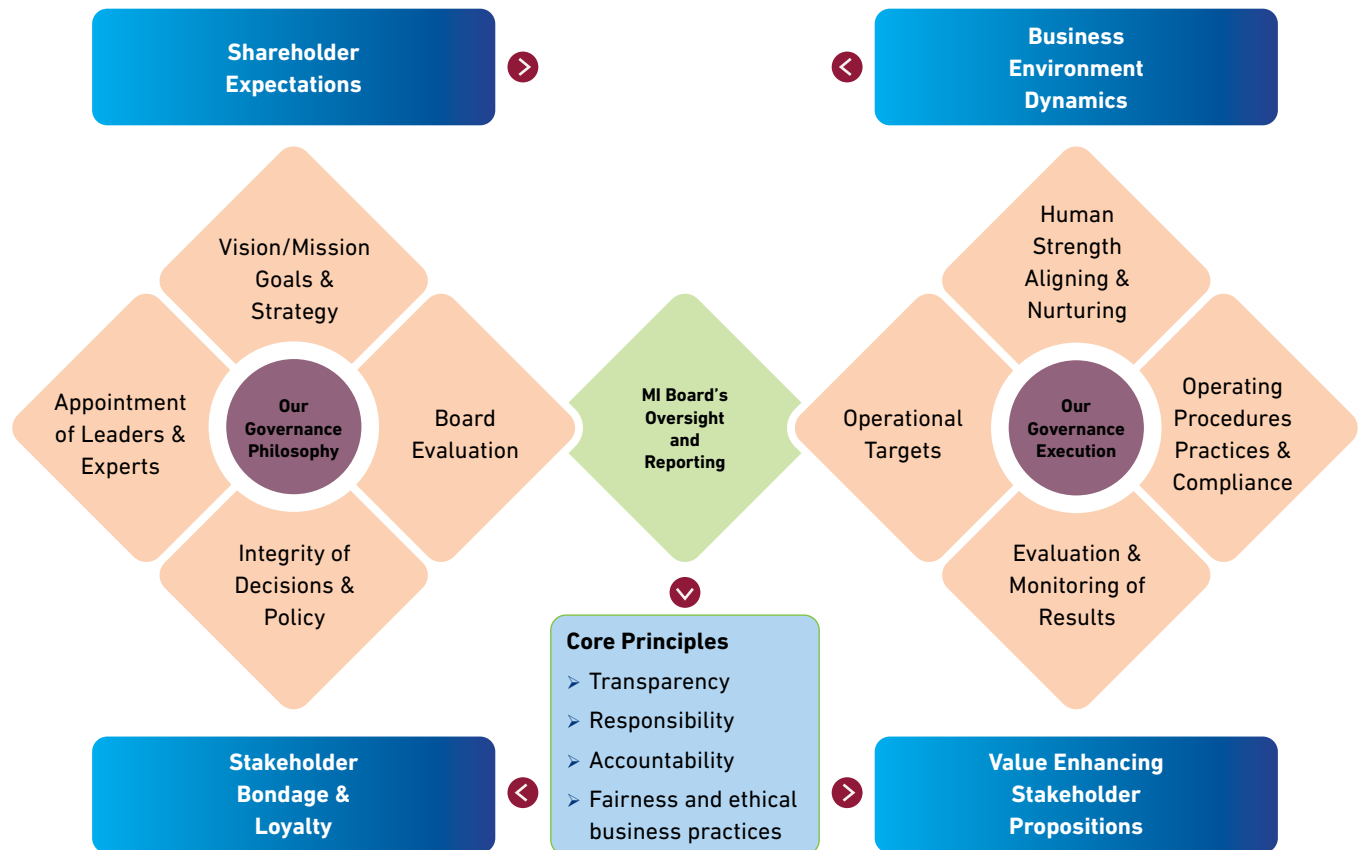 Shareholder
Expectations
Business
Environment
Dynamics
Vision/Mission
Goals &
Strategy
Appointment
of Leaders &
Experts
Our
Governance
Philosophy
Board
Evaluation
Integrity of
Decisions &
Policy
MI Board's
Oversight
and
Reporting
Human
Strength
Aligning &
Nurturing
Operational
Targets
Our
Governance
Execution
Operating
Procedures
Practices &
Compliance
Evaluation &
Monitoring of
Results
Stakeholder
Bondage &
Loyalty
Core Principles
➢ Transparency
➢ Responsibility
➢ Accountability
➢ Fairness and ethical
business practices
Value Enhancing
Stakeholder
Propositions